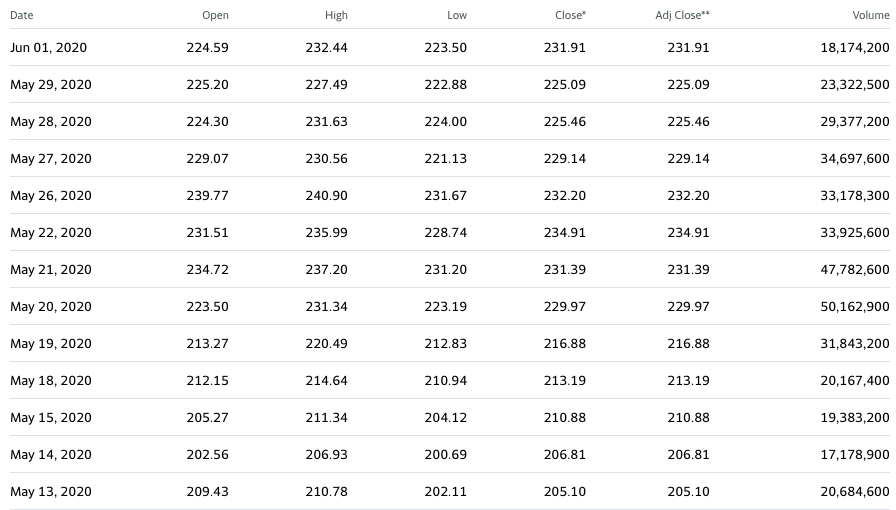 Date Open High Low Close* Adj Close** Volume
Jun 01, 2020 224.59 232.44 223.50 231.91 231.91 18,174,200
May 29, 2020 225.20 227.49 222.88 225.09 225.09 23,322,500
May 28, 2020 224.30 231.63 224.00 225.46 225.46 29,377,200
May 27, 2020 229.07 230.56 221.13 229.14 229.14 34,697,600
May 26, 2020 239.77 240.90 231.67 232.20 232.20 33,178,300
May 22, 2020 231.51 235.99 228.74 234.91 234.91 33,925,600
May 21, 2020 234.72 237.20 231.20 231.39 231.39 47,782,600
May 20, 2020 223.50 231.34 223.19 229.97 229.97 50,162,900
May 19, 2020 213.27 220.49 212.83 216.88 216.88 31,843,200
May 18, 2020 212.15 214.64 210.94 213.19 213.19 20,167,400
May 15, 2020 205.27 211.34 204.12 210.88 210.88 19,383,200
May 14, 2020 202.56 206.93 200.69 206.81 206.81 17,178,900
May 13, 2020 209.43 210.78 202.11 205.10 205.10 20,684,600